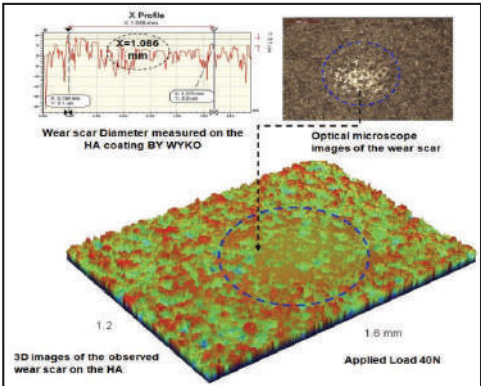 X Profile
X=1.086
mm
Wear scar Diameter measured on the
HA coating BY WYKO
Optical microscope
images of the wear scar
1.2
1.6 mm
3D images of the observed
wear scar on the HA
Applied Load 40N